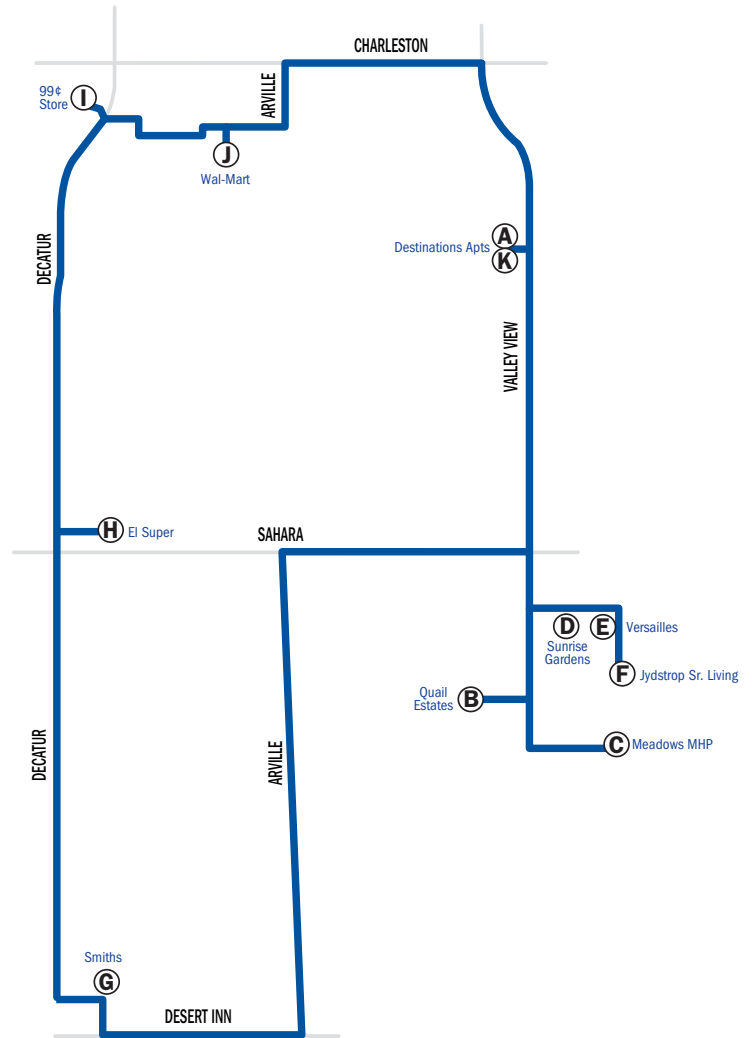 CHARLESTON
99¢
Store
I
ARVILLE
J
Wal-Mart
DECATUR
Destinations Apts
A
K
VALLEY VIEW
H
El Super
SAHARA
D
Sunrise
Gardens
E
Versailles
F
Jydstrop Sr. Living
Quail
Estates
B
C
Meadows MHP
DECATUR
ARVILLE
Smiths
G
DESERT INN